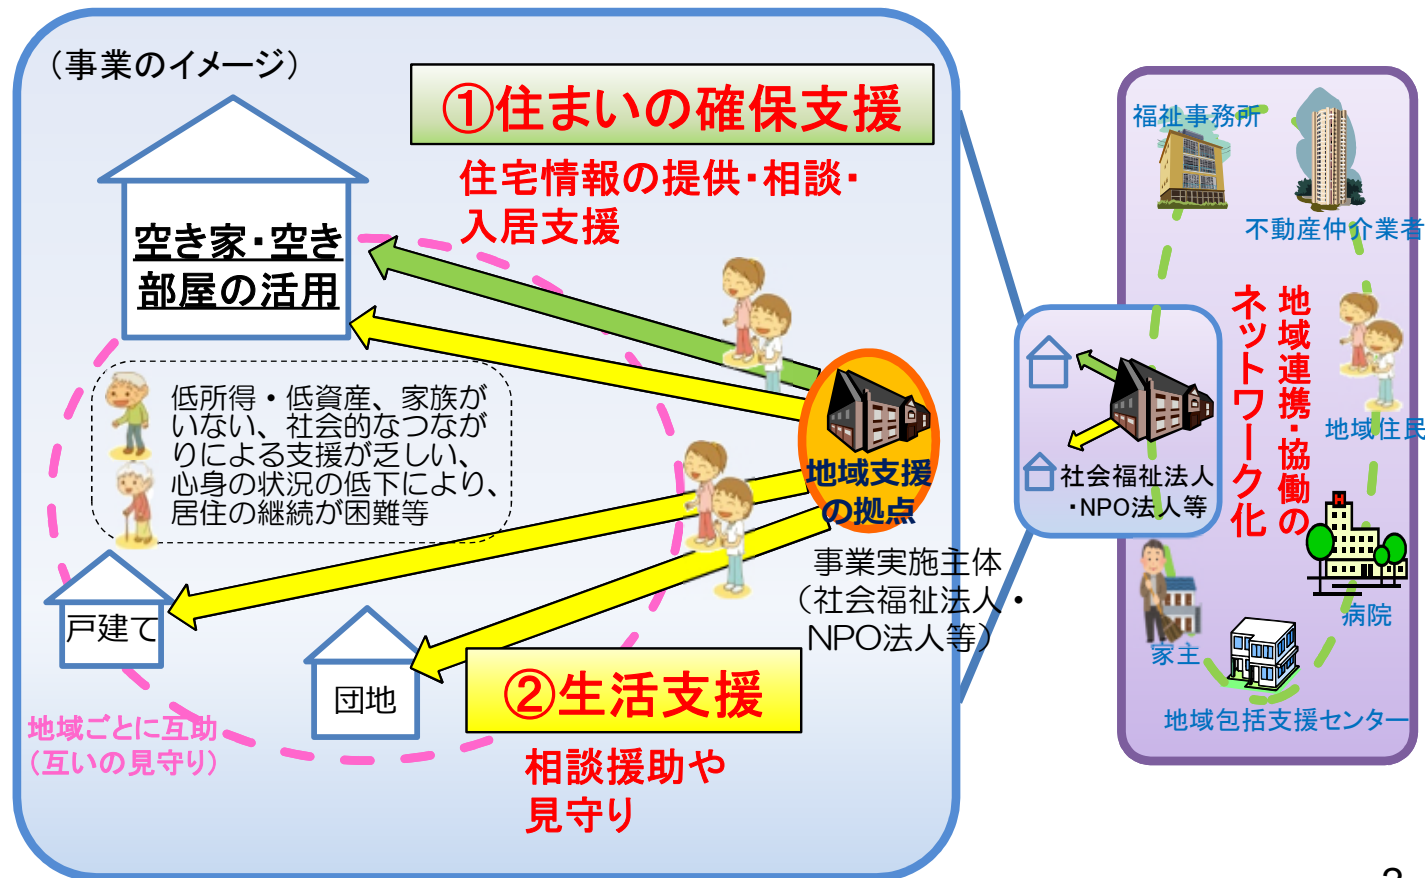 （事業のイメージ）
①住まいの確保支援
住宅情報の提供・相談・
入居支援
空き家・空き
部屋の活用
低所得・低資産、家族が
いない、社会的なつなが
りによる支援が乏しい、
心身の状況の低下により、
居住の継続が困難等
地域支援
の拠点
事業実施主体
（社会福祉法人・
NPO法人等）
戸建て
団地
②生活支援
相談援助や
見守り
地域ごとに互助
（互いの見守り）
福祉事務所
不動産仲介業者
地域連携・協働の
ネットワーク化
地域住民
社会福祉法人
・NPO法人等
病院
家主
地域包括支援センター